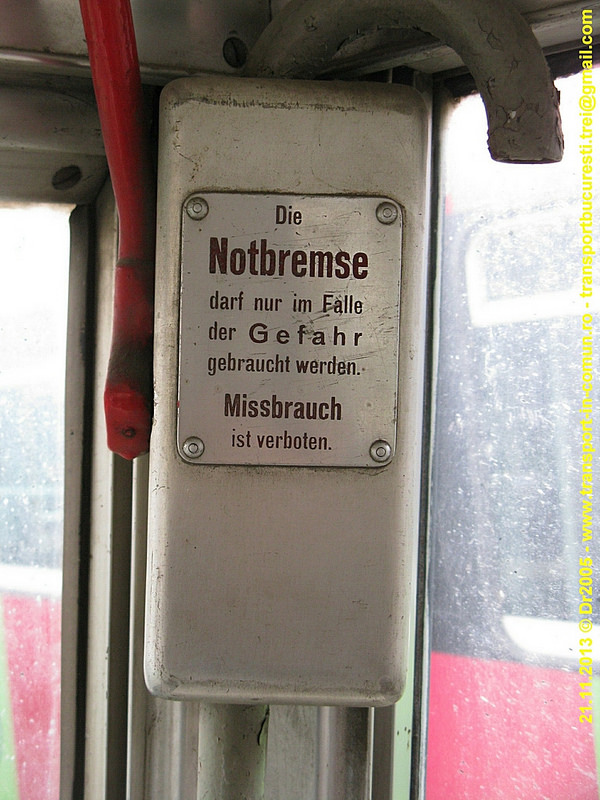 Die
Notbremse
darf nur im Falle
der Gefahr
gebraucht werden.
Missbrauch
ist verboten.
21.11.2013 © Dr2005 - www.transport-in-comun.ro - transportbucuresti.trei@gmail.com